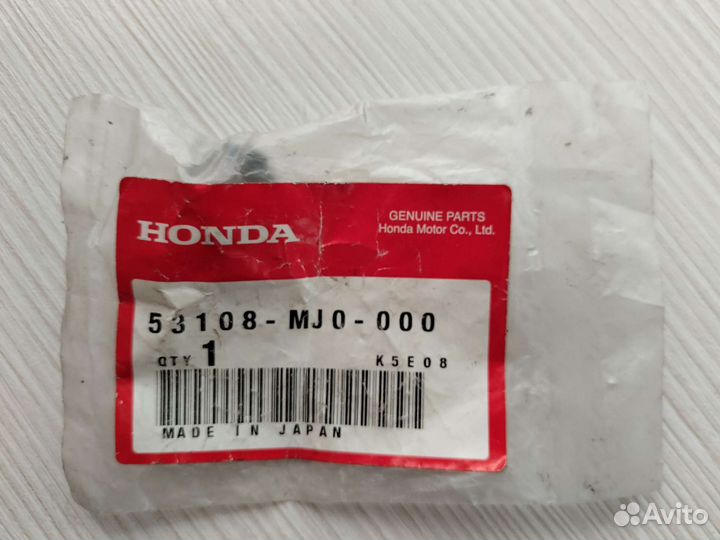 HONDA
GENUINE PARTS
Honda Motor Co., Ltd.
53108-MJ0-000
QTY 1
K5E08
MADE IN JAPAN
Avito